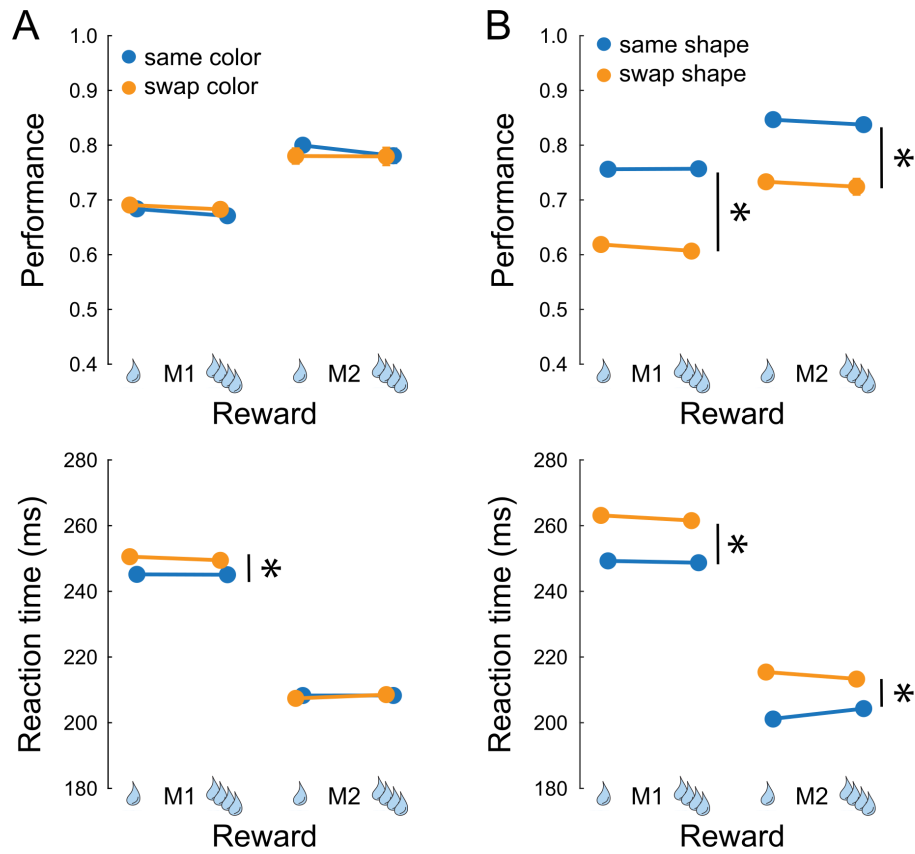 A
Performance
1.0
0.9
0.8
0.7
0.6
0.5
0.4
same color
swap color
M1
M2
Reward
B
Performance
1.0
0.9
0.8
0.7
0.6
0.5
0.4
same shape
swap shape
*
*
M1
M2
Reward
Reaction time (ms)
280
260
240
220
200
180
*
M1
M2
Reward
Reaction time (ms)
280
260
240
220
200
180
*
*
M1
M2
Reward